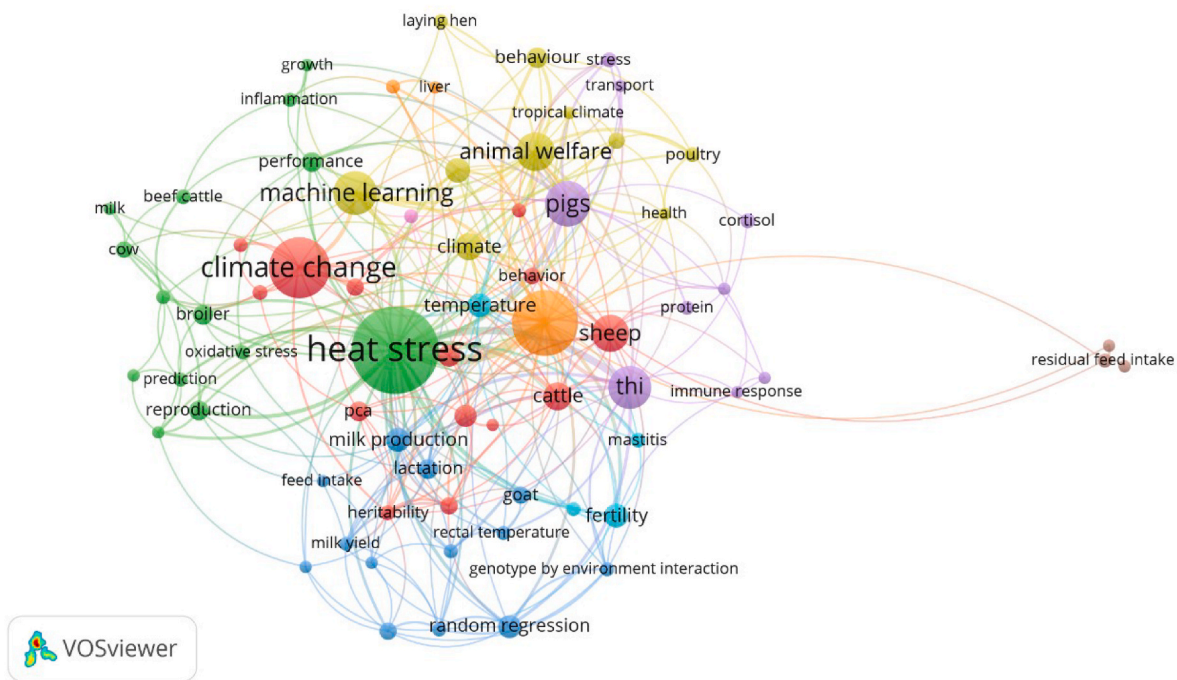 laying hen
behaviour
stress
growth
liver
transport
inflammation
tropical climate
performance
animal welfare
poultry
machine learning
beef cattle
pigs
milk
health
cortisol
cow
climate
climate change
behavior
temperature
protein
broiler
sheep
heat stress
oxidative stress
residual feed intake
prediction
thi
immune response
cattle
reproduction
pca
milk production
mastitis
lactation
feed intake
goat
heritability
fertility
rectal temperature
milk yield
genotype by environment interaction
random regression
VOSviewer